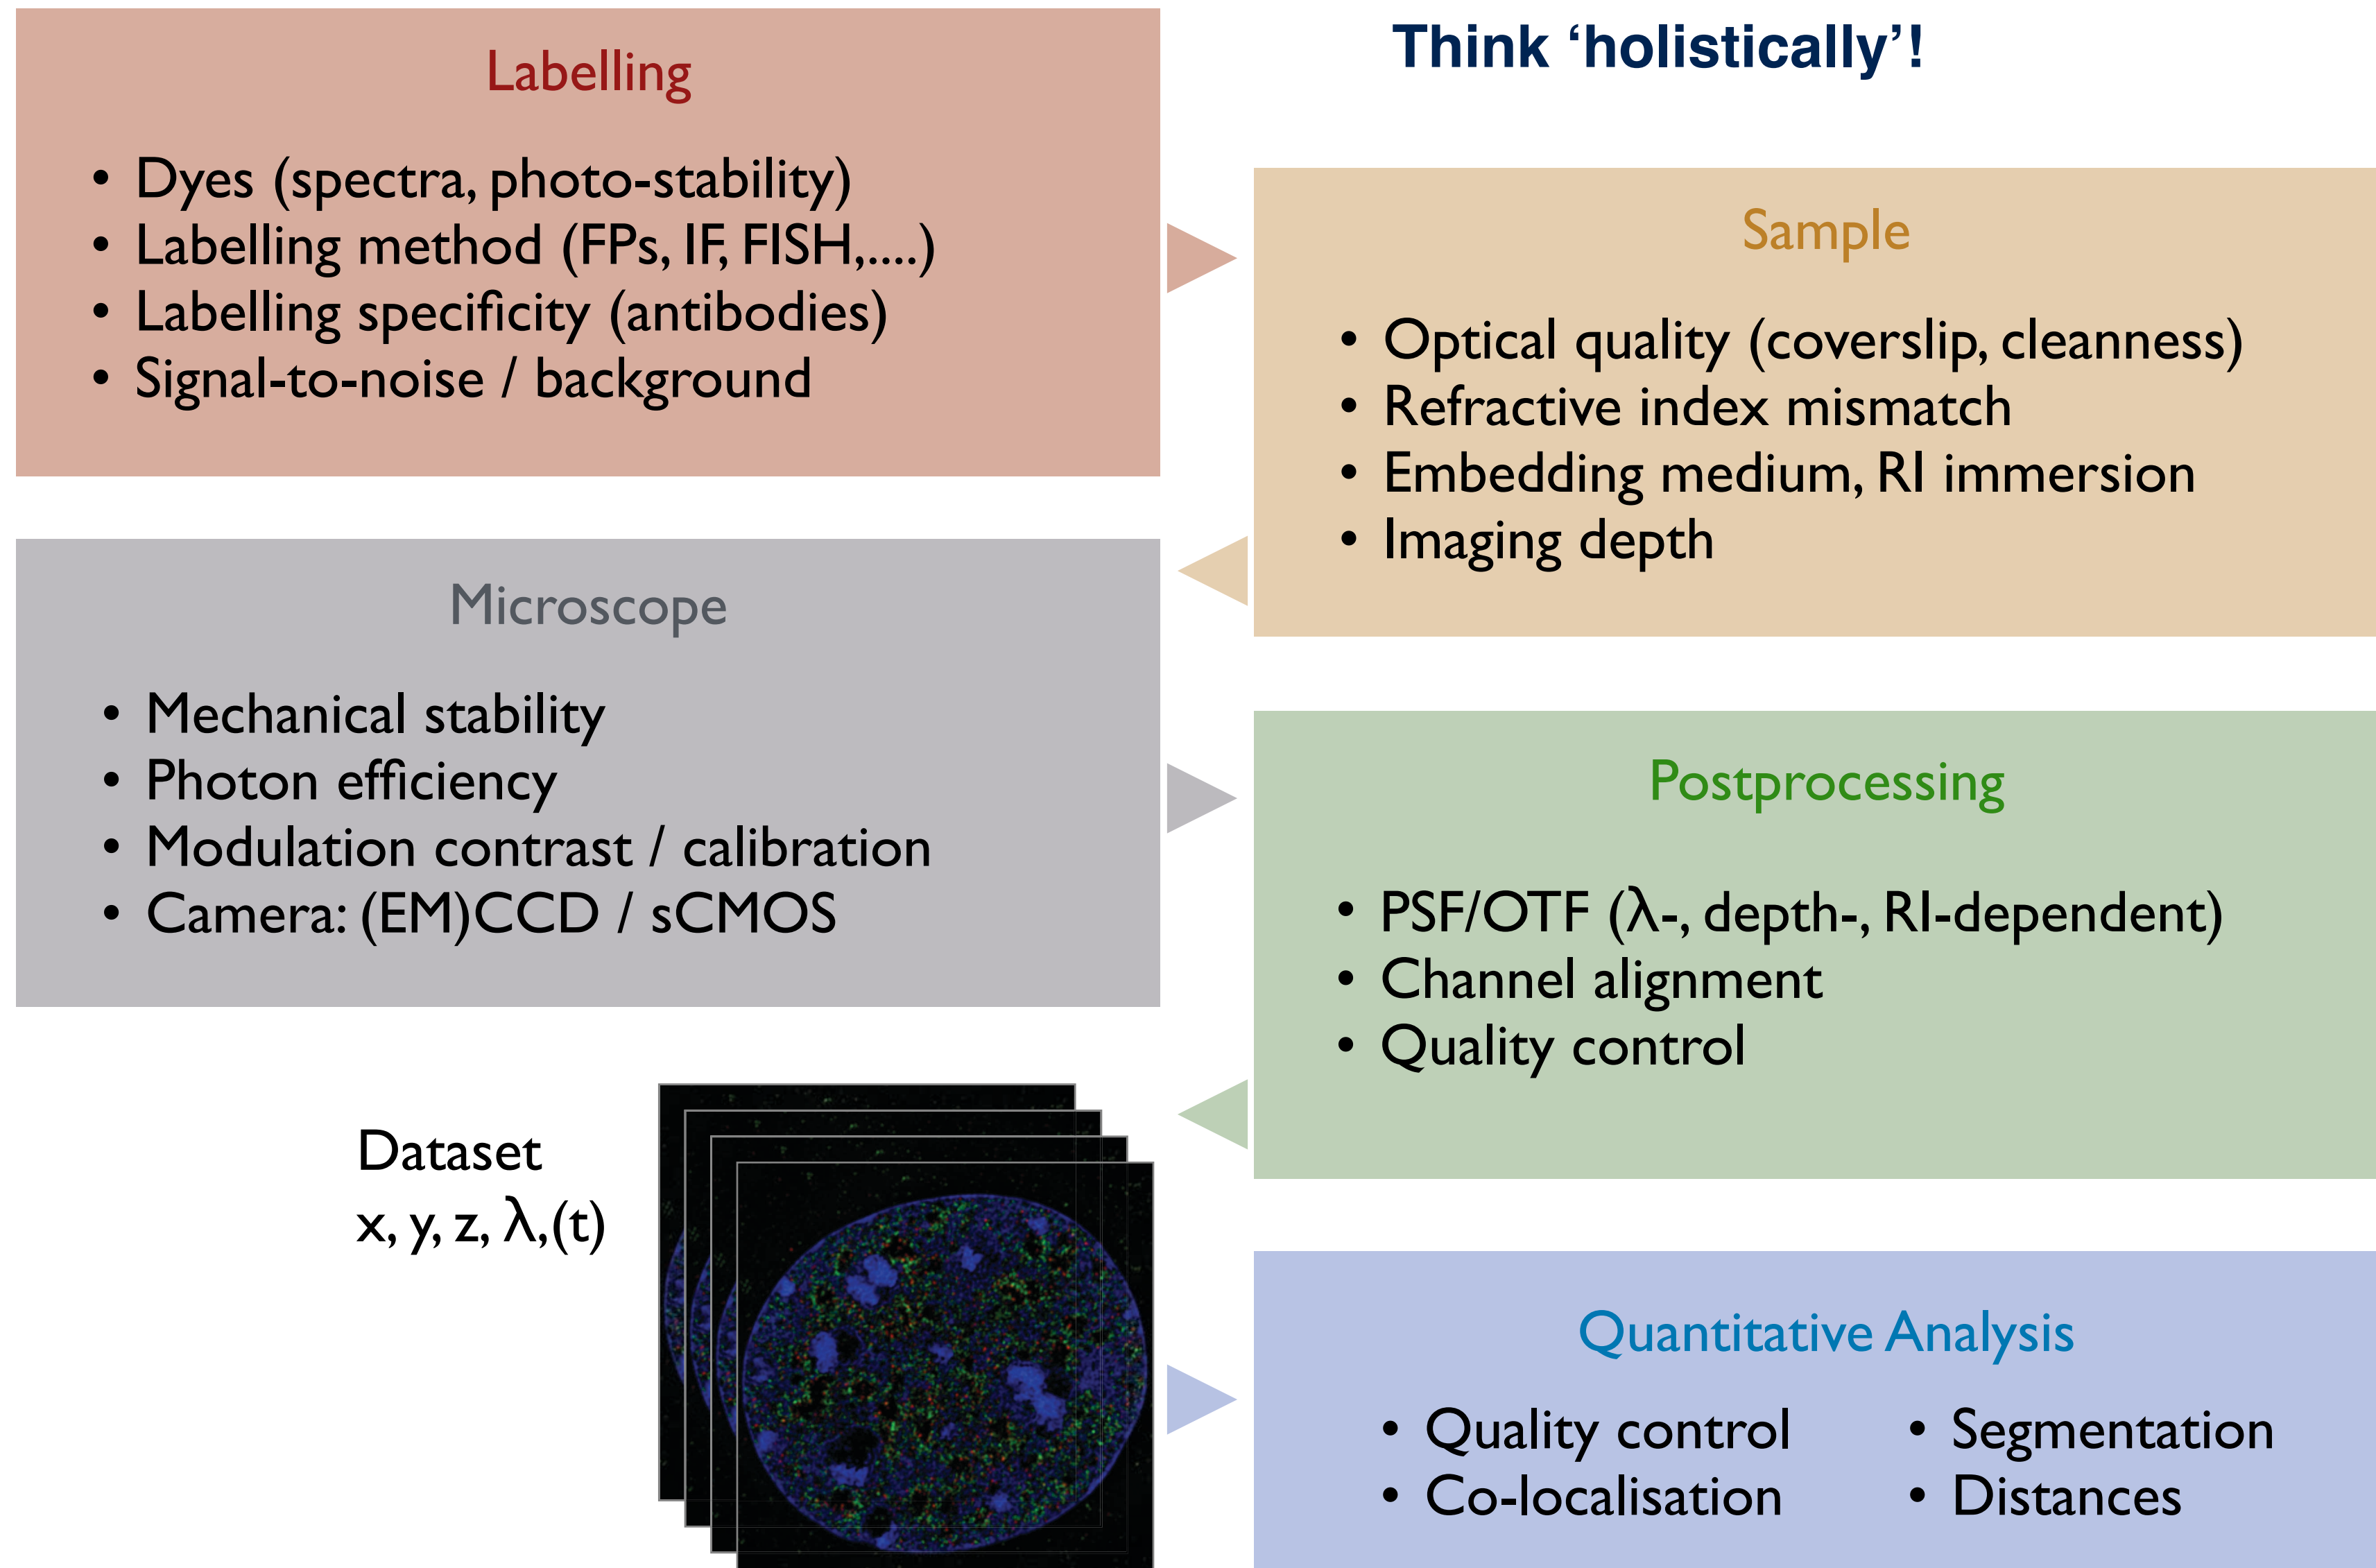 Think ‘holistically’!
Labelling
• Dyes (spectra, photo-stability)
• Labelling method (FPs, IF, FISH,....)
• Labelling specificity (antibodies)
• Signal-to-noise / background
Sample
• Optical quality (coverslip, cleanness)
• Refractive index mismatch
• Embedding medium, RI immersion
• Imaging depth
Microscope
• Mechanical stability
• Photon efficiency
• Modulation contrast / calibration
• Camera: (EM)CCD / sCMOS
Postprocessing
• PSF/OTF (λ-, depth-, RI-dependent)
• Channel alignment
• Quality control
Dataset
x, y, z, λ,(t)
Quantitative Analysis
• Quality control
• Co-localisation
• Segmentation
• Distances